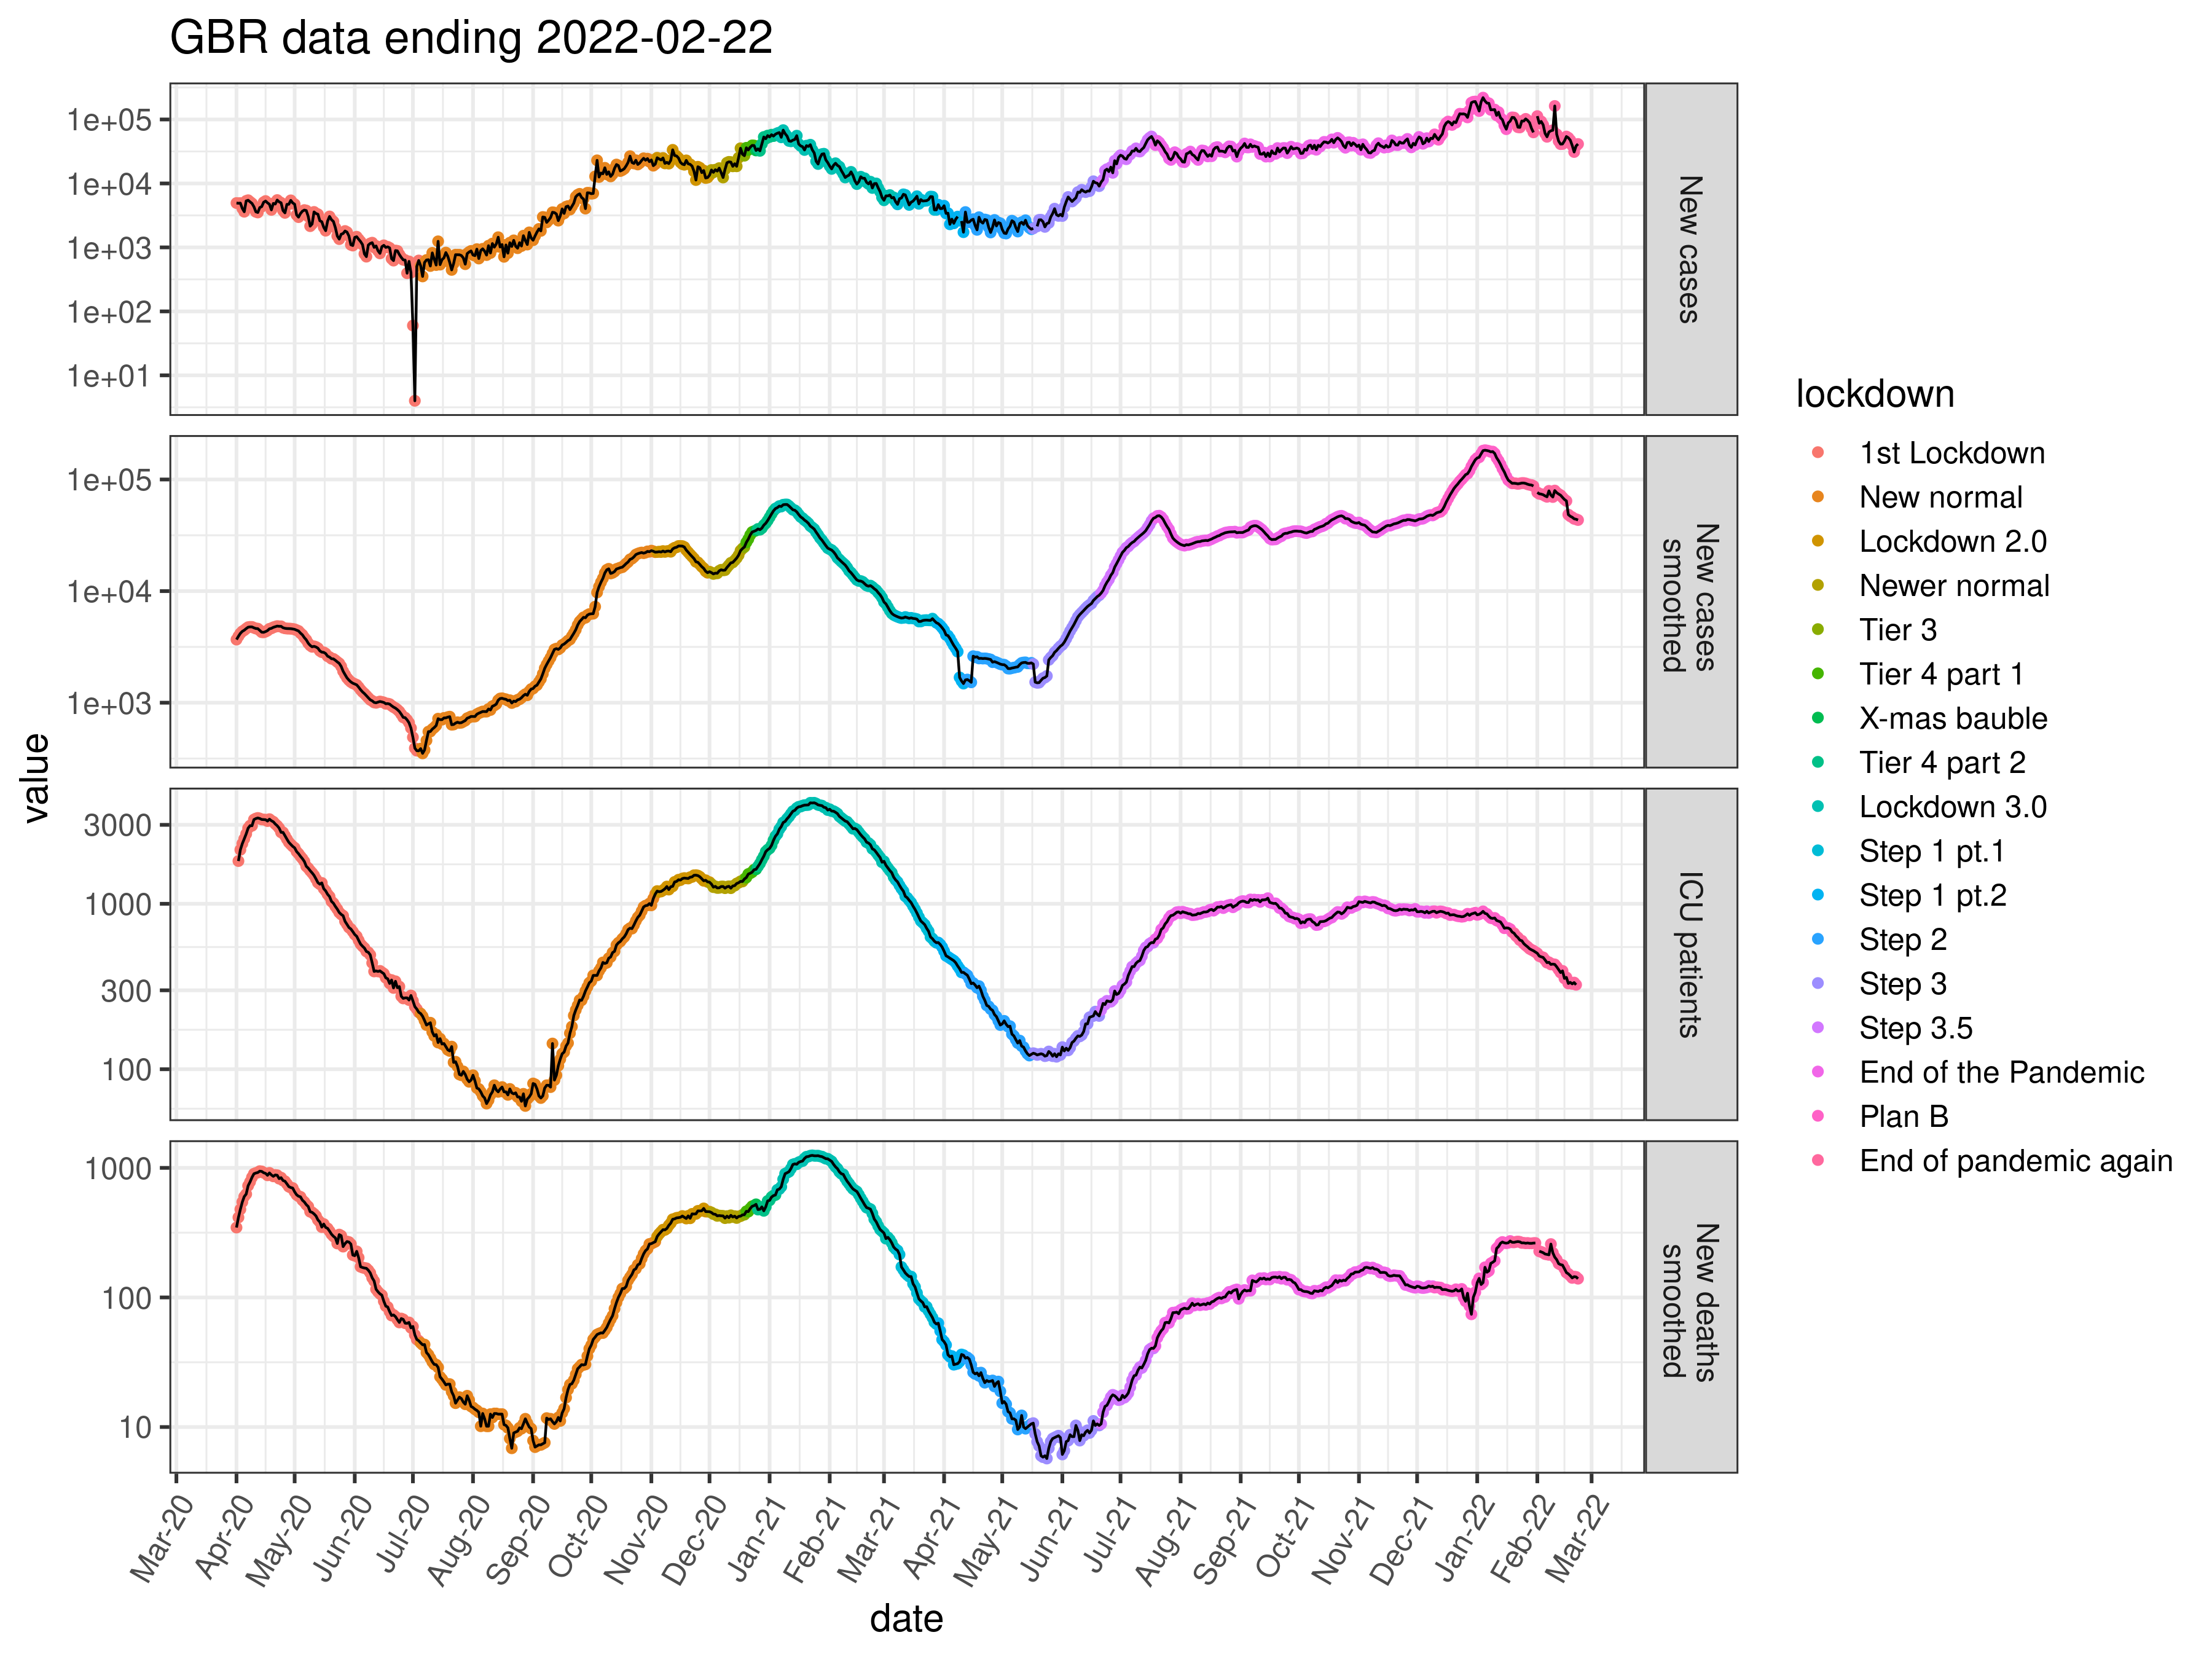 GBR data ending 2022-02-22
value
1e+05
1e+04
1e+03
1e+02
1e+01
New cases
1e+05
1e+04
1e+03
New cases
smoothed
3000
1000
300
100
ICU patients
1000
100
10
New deaths
smoothed
Mar-20
Apr-20
May-20
Jun-20
Jul-20
Aug-20
Sep-20
Oct-20
Nov-20
Dec-20
Jan-21
Feb-21
Mar-21
Apr-21
May-21
Jun-21
Jul-21
Aug-21
Sep-21
Oct-21
Nov-21
Dec-21
Jan-22
Feb-22
Mar-22
date
lockdown
1st Lockdown
New normal
Lockdown 2.0
Newer normal
Tier 3
Tier 4 part 1
X-mas bauble
Tier 4 part 2
Lockdown 3.0
Step 1 pt.1
Step 1 pt.2
Step 2
Step 3
Step 3.5
End of the Pandemic
Plan B
End of pandemic again